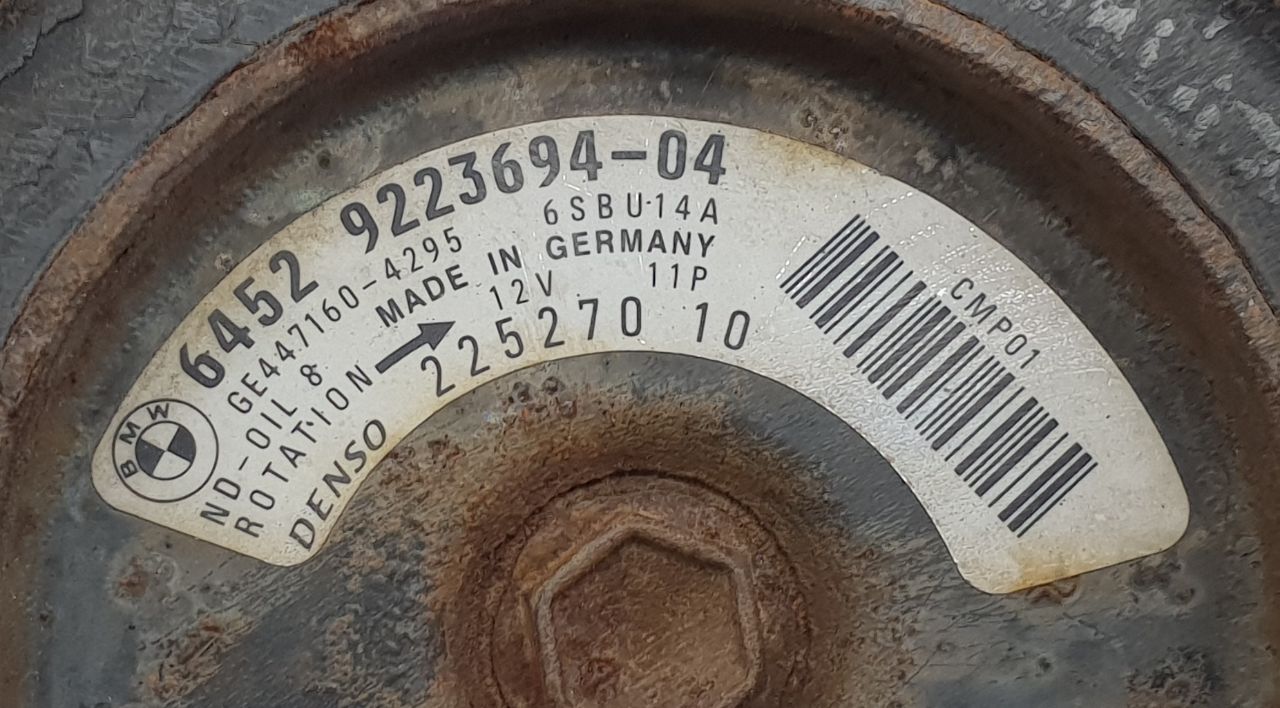 BMW
6452 9223694-04
GE447160-4295 6SBU14A
ND-OIL 8 MADE IN GERMANY
ROTATION 12V 11P
DENSO 225270 10
CMP01